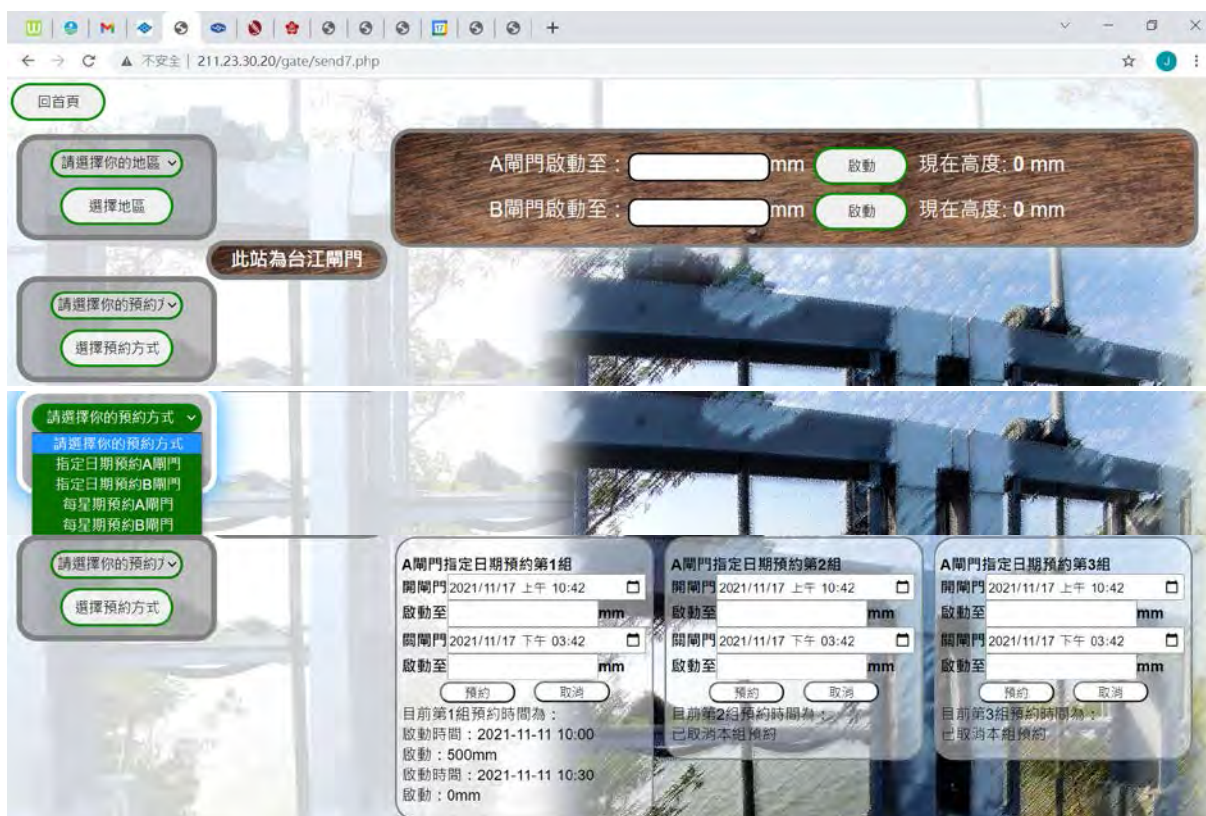 不安全 | 211.23.30.20/gate/send7.php
J
回首頁
請選擇你的地區
選擇地區
A閘門啟動至： mm 啟動 現在高度: 0 mm
B閘門啟動至： mm 啟動 現在高度: 0 mm
此站為台江閘門
請選擇你的預約方
選擇預約方式
請選擇你的預約方式
請選擇你的預約方式
指定日期預約A閘門
指定日期預約B閘門
每星期預約A閘門
每星期預約B閘門
請選擇你的預約方
選擇預約方式
A閘門指定日期預約第1組
開閘門 2021/11/17 上午 10:42
啟動至 mm
關閘門 2021/11/17 下午 03:42
啟動至 mm
預約 取消
目前第1組預約時間為：
啟動時間：2021-11-11 10:00
啟動：500mm
啟動時間：2021-11-11 10:30
啟動：0mm
A閘門指定日期預約第2組
開閘門 2021/11/17 上午 10:42
啟動至 mm
關閘門 2021/11/17 下午 03:42
啟動至 mm
預約 取消
目前第2組預約時間為：
已取消本組預約
A閘門指定日期預約第3組
開閘門 2021/11/17 上午 10:42
啟動至 mm
關閘門 2021/11/17 下午 03:42
啟動至 mm
預約 取消
目前第3組預約時間為：
已取消本組預約